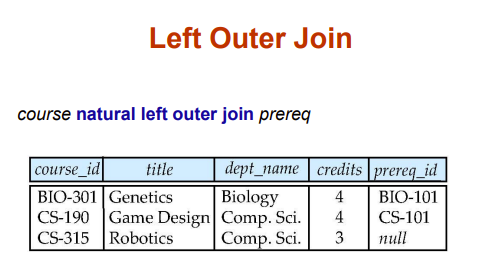 Left Outer Join
course natural left outer join prereq
course_id title dept_name credits prereq_id
BIO-301 Genetics Biology 4 BIO-101
CS-190 Game Design Comp. Sci. 4 CS-101
CS-315 Robotics Comp. Sci. 3 null